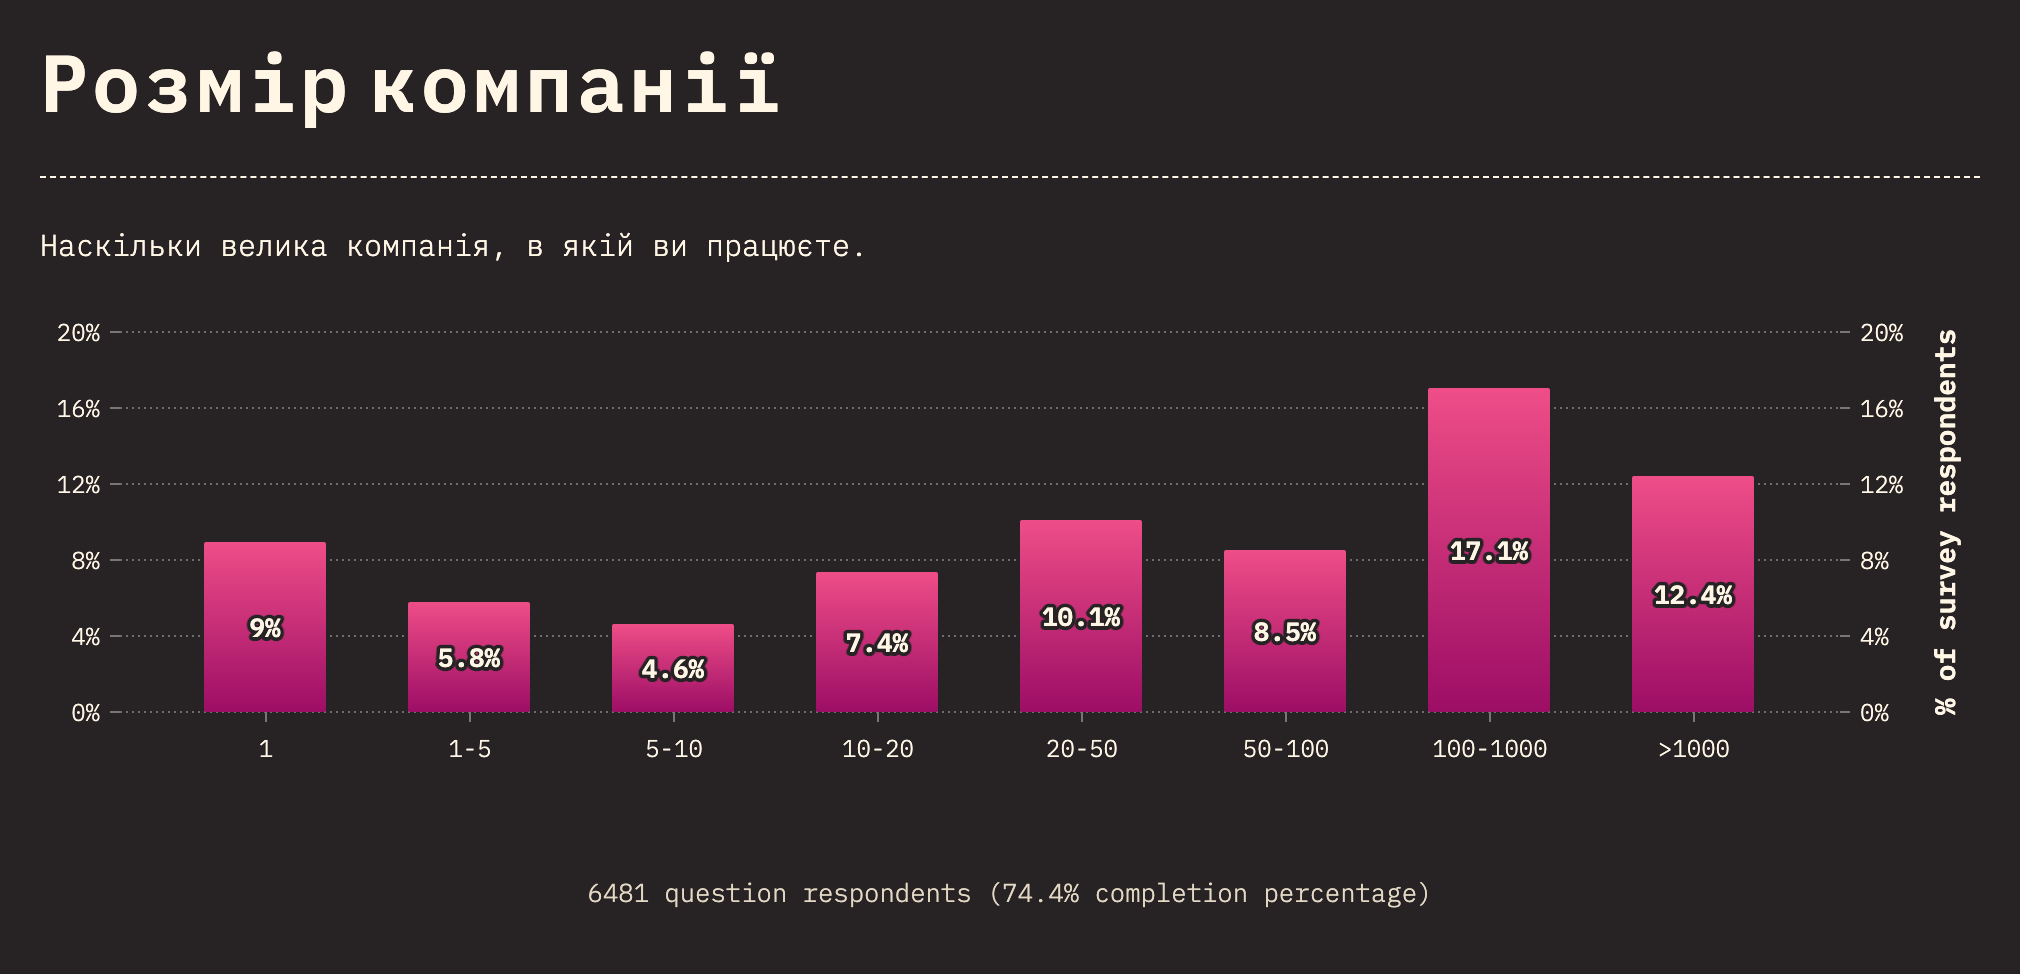 Розмір компанії
Наскільки велика компанія, в якій ви працюєте.
20% 20%
16% 16%
12% 12%
8% 8%
4% 4%
0% 0%
% of survey respondents
9% 5.8% 4.6% 7.4% 10.1% 8.5% 17.1% 12.4%
1 1-5 5-10 10-20 20-50 50-100 100-1000 >1000
6481 question respondents (74.4% completion percentage)